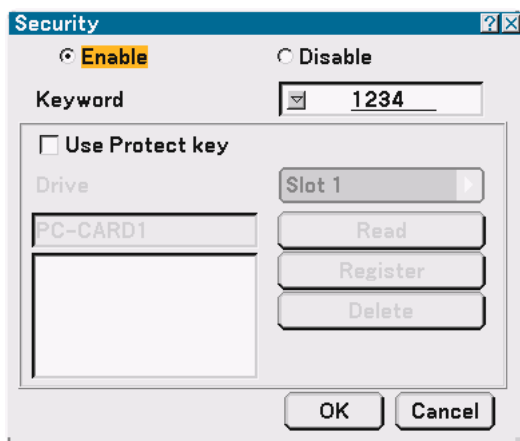 Security ? X
Enable Disable
Keyword 1234
Use Protect key
Drive Slot 1
PC-CARD1 Read
Register
Delete
OK Cancel